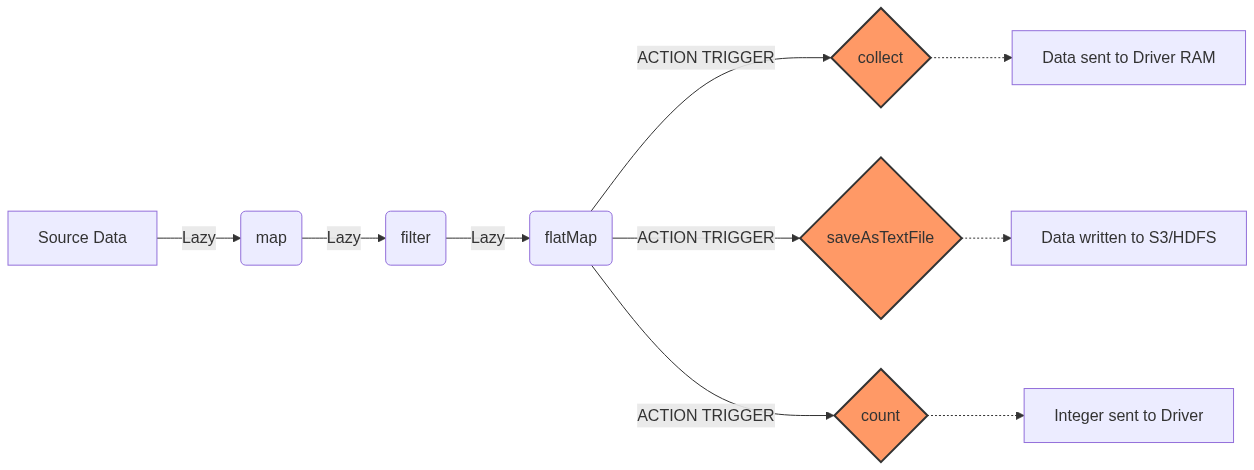 ACTION TRIGGER
collect
Data sent to Driver RAM
Source Data
Lazy
map
Lazy
filter
Lazy
flatMap
ACTION TRIGGER
saveAsTextFile
Data written to S3/HDFS
ACTION TRIGGER
count
Integer sent to Driver